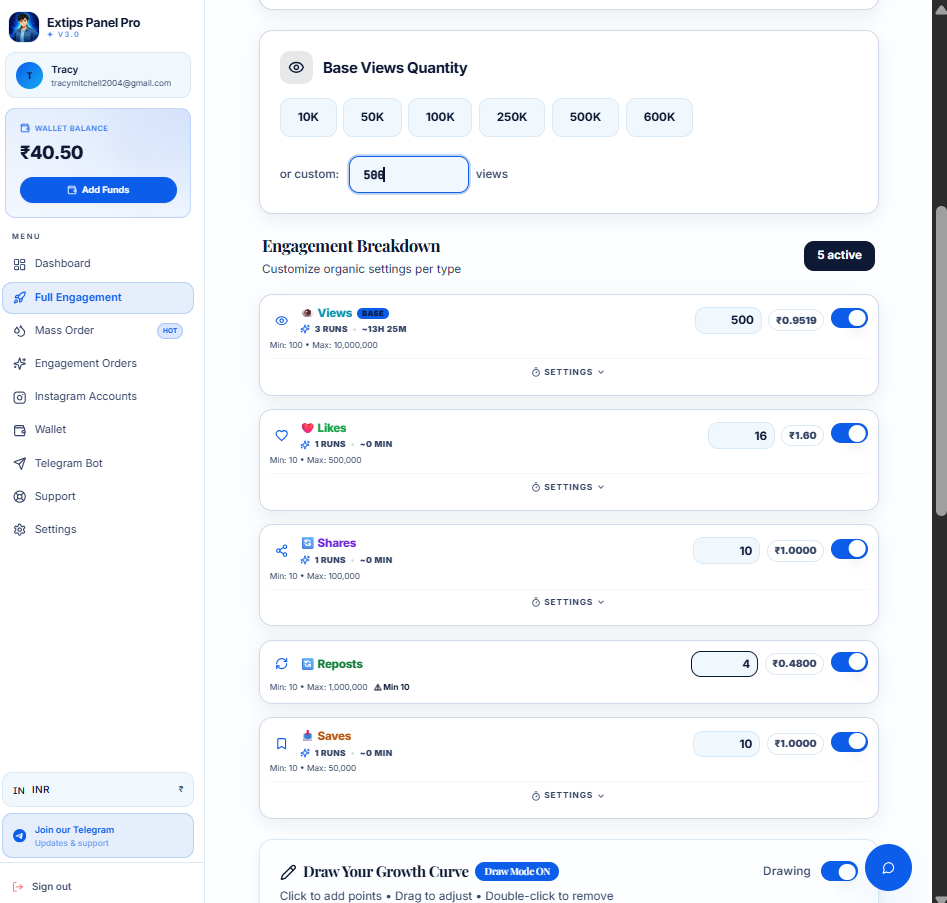 Extips Panel Pro
✦ V3.0
T
Tracy
tracymitchell2004@gmail.com
WALLET BALANCE
₹40.50
Add Funds
MENU
Dashboard
Full Engagement
Mass Order HOT
Engagement Orders
Instagram Accounts
Wallet
Telegram Bot
Support
Settings
IN INR ₹
Join our Telegram
Updates & support
Sign out
Base Views Quantity
10K 50K 100K 250K 500K 600K
or custom: 500 views
Engagement Breakdown
Customize organic settings per type
5 active
Views BASE
3 RUNS • ~13H 25M
500 ₹0.9519
Min: 100 • Max: 10,000,000
SETTINGS
Likes
1 RUNS • ~0 MIN
16 ₹1.60
Min: 10 • Max: 500,000
SETTINGS
Shares
1 RUNS • ~0 MIN
10 ₹1.0000
Min: 10 • Max: 100,000
SETTINGS
Reposts
4 ₹0.4800
Min: 10 • Max: 1,000,000 ⚠ Min 10
Saves
1 RUNS • ~0 MIN
10 ₹1.0000
Min: 10 • Max: 50,000
SETTINGS
Draw Your Growth Curve Draw Mode ON
Drawing
Click to add points • Drag to adjust • Double-click to remove